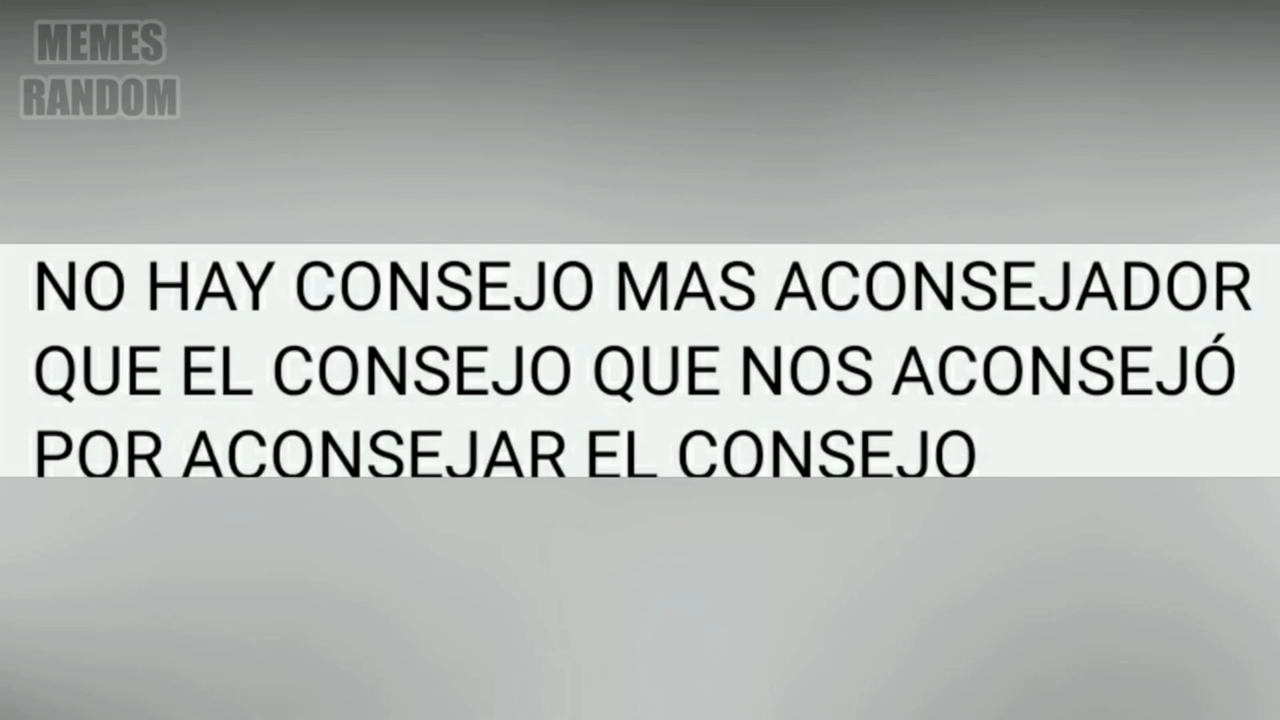 MEMES
RANDOM
NO HAY CONSEJO MAS ACONSEJADOR
QUE EL CONSEJO QUE NOS ACONSEJÓ
POR ACONSEJAR EL CONSEJO